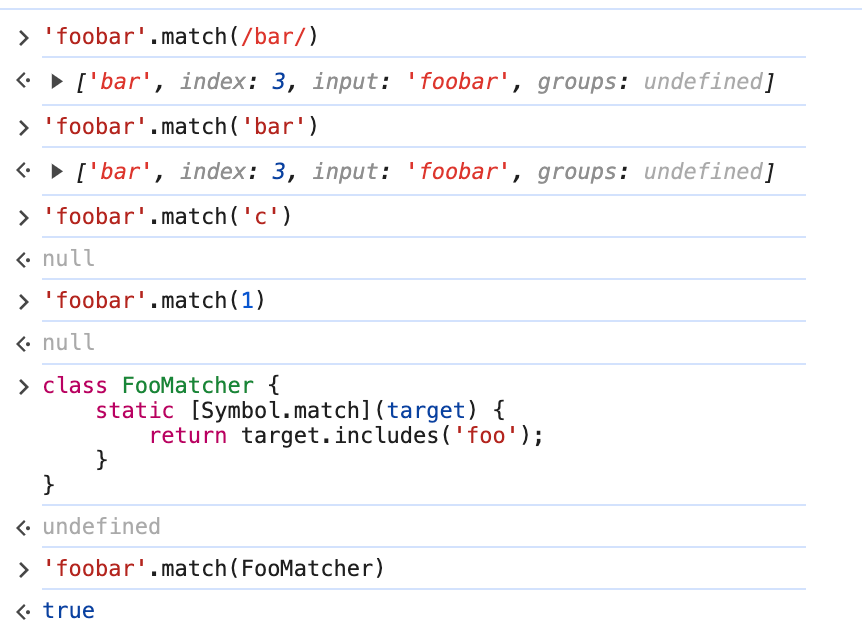 > 'foobar'.match(/bar/)
<· ▶ ['bar', index: 3, input: 'foobar', groups: undefined]
> 'foobar'.match('bar')
<· ▶ ['bar', index: 3, input: 'foobar', groups: undefined]
> 'foobar'.match('c')
<· null
> 'foobar'.match(1)
<· null
> class FooMatcher {
    static [Symbol.match](target) {
        return target.includes('foo');
    }
}
<· undefined
> 'foobar'.match(FooMatcher)
<· true